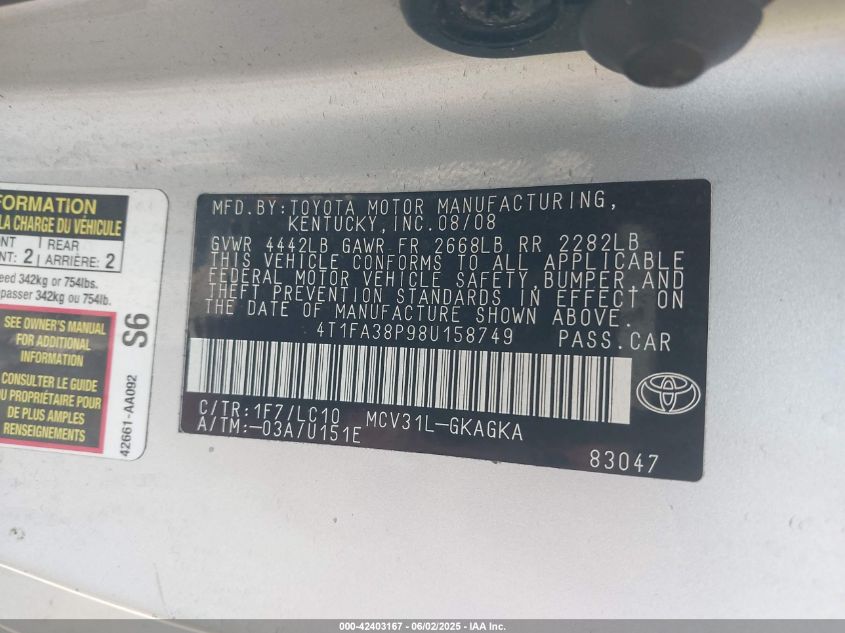 FORMATION
LA CHARGE DU VÉHICULE
NT : 2 REAR
ARRIÈRE: 2
eed 342kg or 754lbs.
passer 342kg ou 754lb.
SEE OWNER'S MANUAL
FOR ADDITIONAL
INFORMATION
CONSULTER LE GUIDE
DU PROPRIÉTAIRE POUR
DE PLUS AMPLES
RENSEIGNEMENTS
S6
42661-AA092
MFD.BY:TOYOTA MOTOR MANUFACTURING,
KENTUCKY,INC.08/08
GVWR 4442LB GAWR FR 2668LB RR 2282LB
THIS VEHICLE CONFORMS TO ALL APPLICABLE
FEDERAL MOTOR VEHICLE SAFETY,BUMPER,AND
THEFT PREVENTION STANDARDS IN EFFECT ON
THE DATE OF MANUFACTURE SHOWN ABOVE.
4T1FA38P98U158749 PASS.CAR
C/TR:1F7/LC10 MCV31L-GKAGKA
A/TM:-03A/U151E
83047
000-42403167 - 06/02/2025 - IAA Inc.